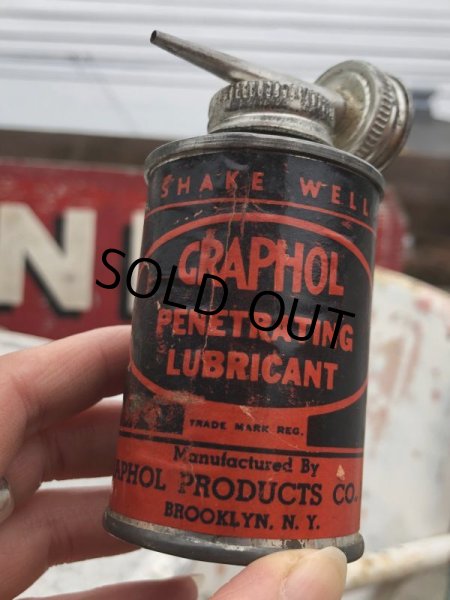 SHAKE WELL
GRAPHOL
PENETRATING
LUBRICANT
TRADE MARK REG.
Manufactured By
APHOL PRODUCTS CO.
BROOKLYN, N. Y.
SOLD OUT